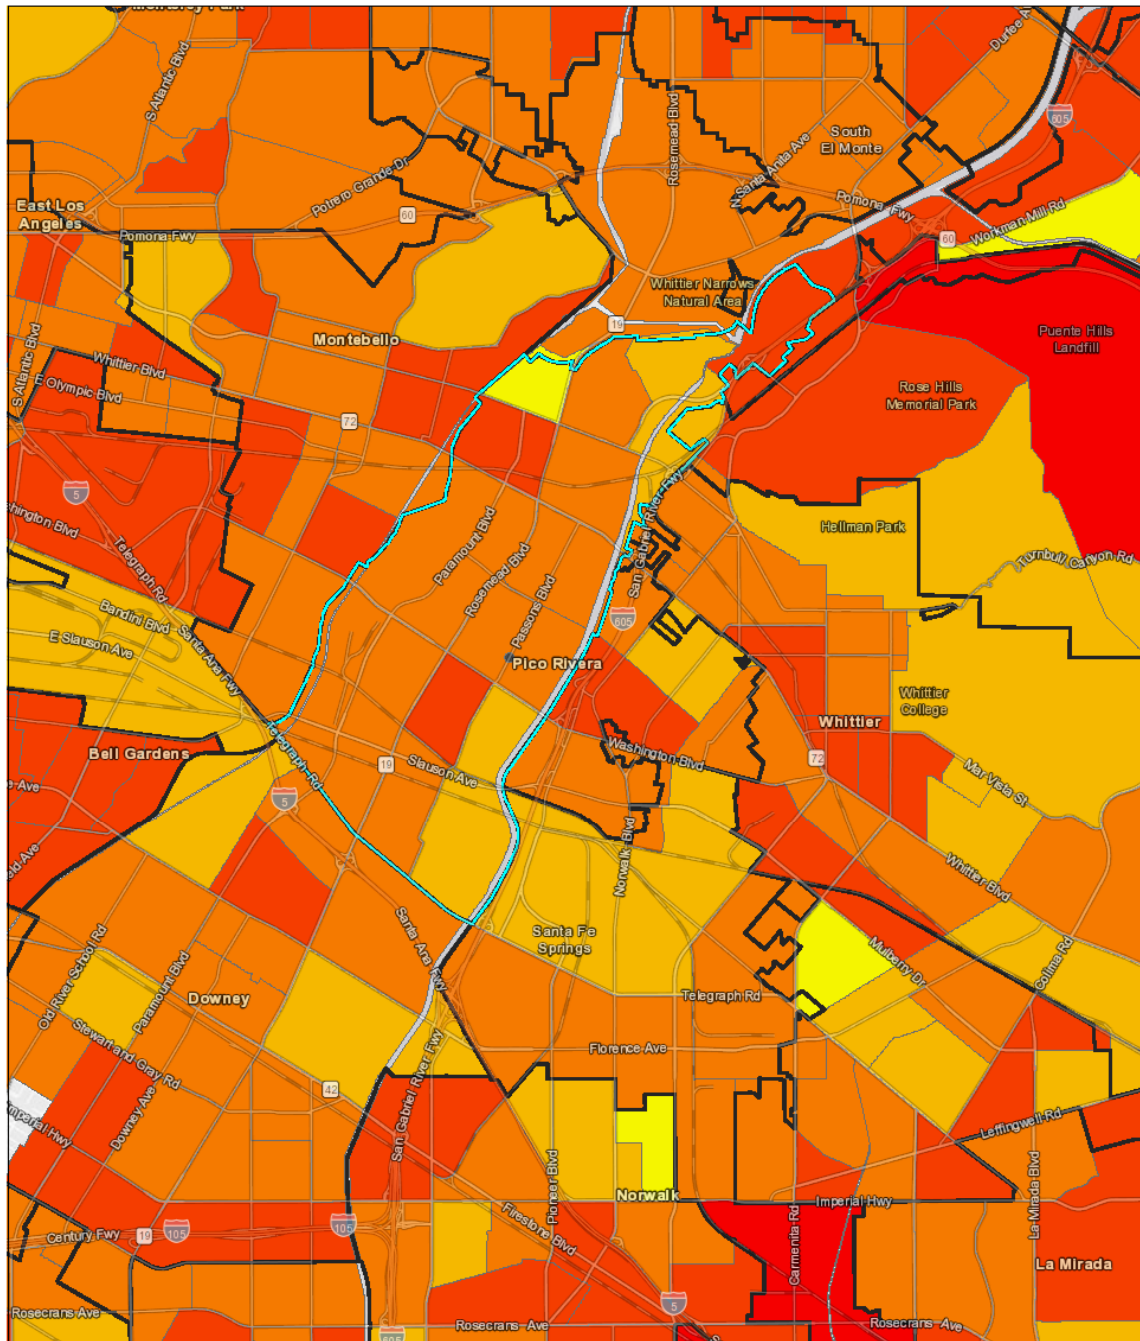 Monterey Park
Durfee Ave
S Atlantic Blvd
605
Rosemead Blvd
South
El Monte
N Santa Anita Ave
Potrero Grande Dr
East Los
Angeles
60
Pomona Fwy
Pomona Fwy
Workman Mill Rd
60
Whittier Narrows
Natural Area
19
Montebello
Puente Hills
Landfill
Whittier Blvd
E Olympic Blvd
S Atlantic Blvd
Rose Hills
Memorial Park
72
5
San Gabriel River Fwy
Hellman Park
Telegraph Rd
Paramount Blvd
Rosemead Blvd
Turnbull Canyon Rd
Bandini Blvd
Passons Blvd
E Slauson Ave
Santa Ana Fwy
605
Pico Rivera
Whittier
College
Whittier
Bell Gardens
Telegraph Rd
Washington Blvd
72
19
Slauson Ave
Mar Vista St
5
Norwalk Blvd
Whittier Blvd
Santa Ana Fwy
Santa Fe
Springs
Mulberry Dr
Colima Rd
Old River School Rd
Paramount Blvd
Downey
Telegraph Rd
Stewart and Gray Rd
Florence Ave
San Gabriel River Fwy
42
Imperial Hwy
Downey Ave
Leffingwell Rd
Pioneer Blvd
La Mirada Blvd
Norwalk
Imperial Hwy
Firestone Blvd
Century Fwy
19
105
105
Carmenita Rd
La Mirada
5
Rosecrans Ave
Rosecrans Ave
Rosecrans Ave
605